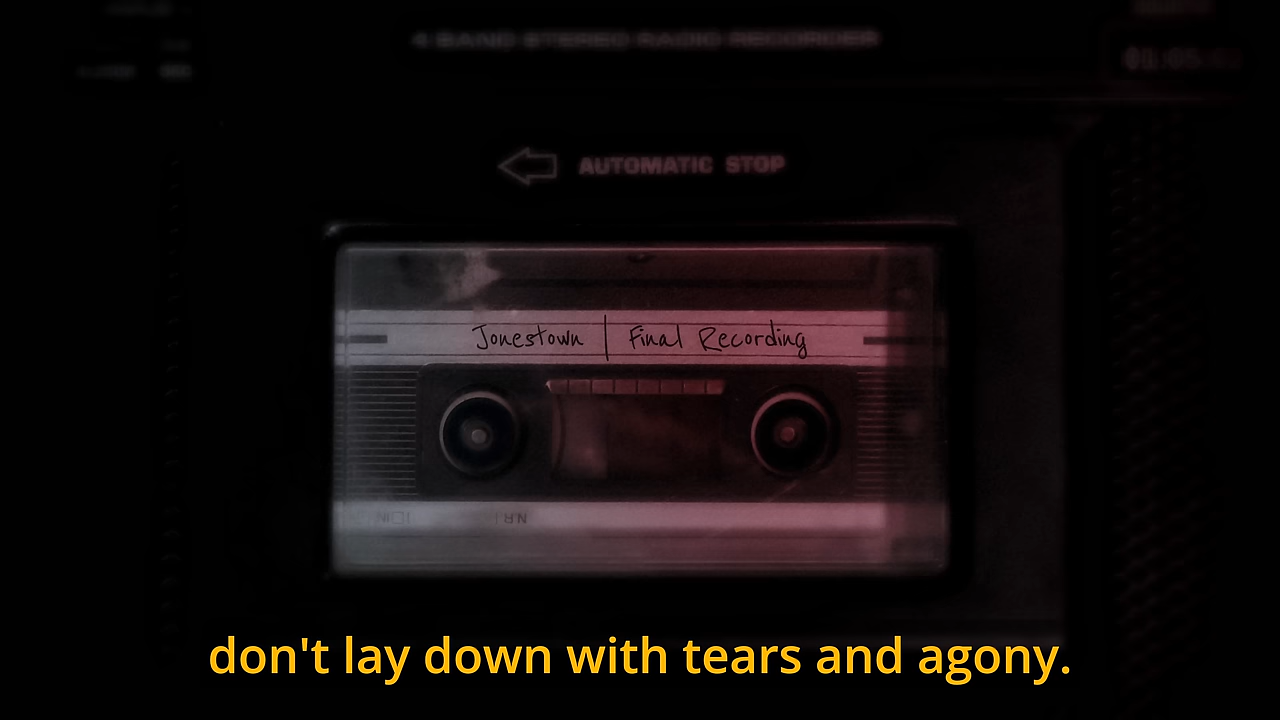 4 BAND STEREO RADIO RECORDER
AUTOMATIC STOP
Jonestown | Final Recording
don't lay down with tears and agony.